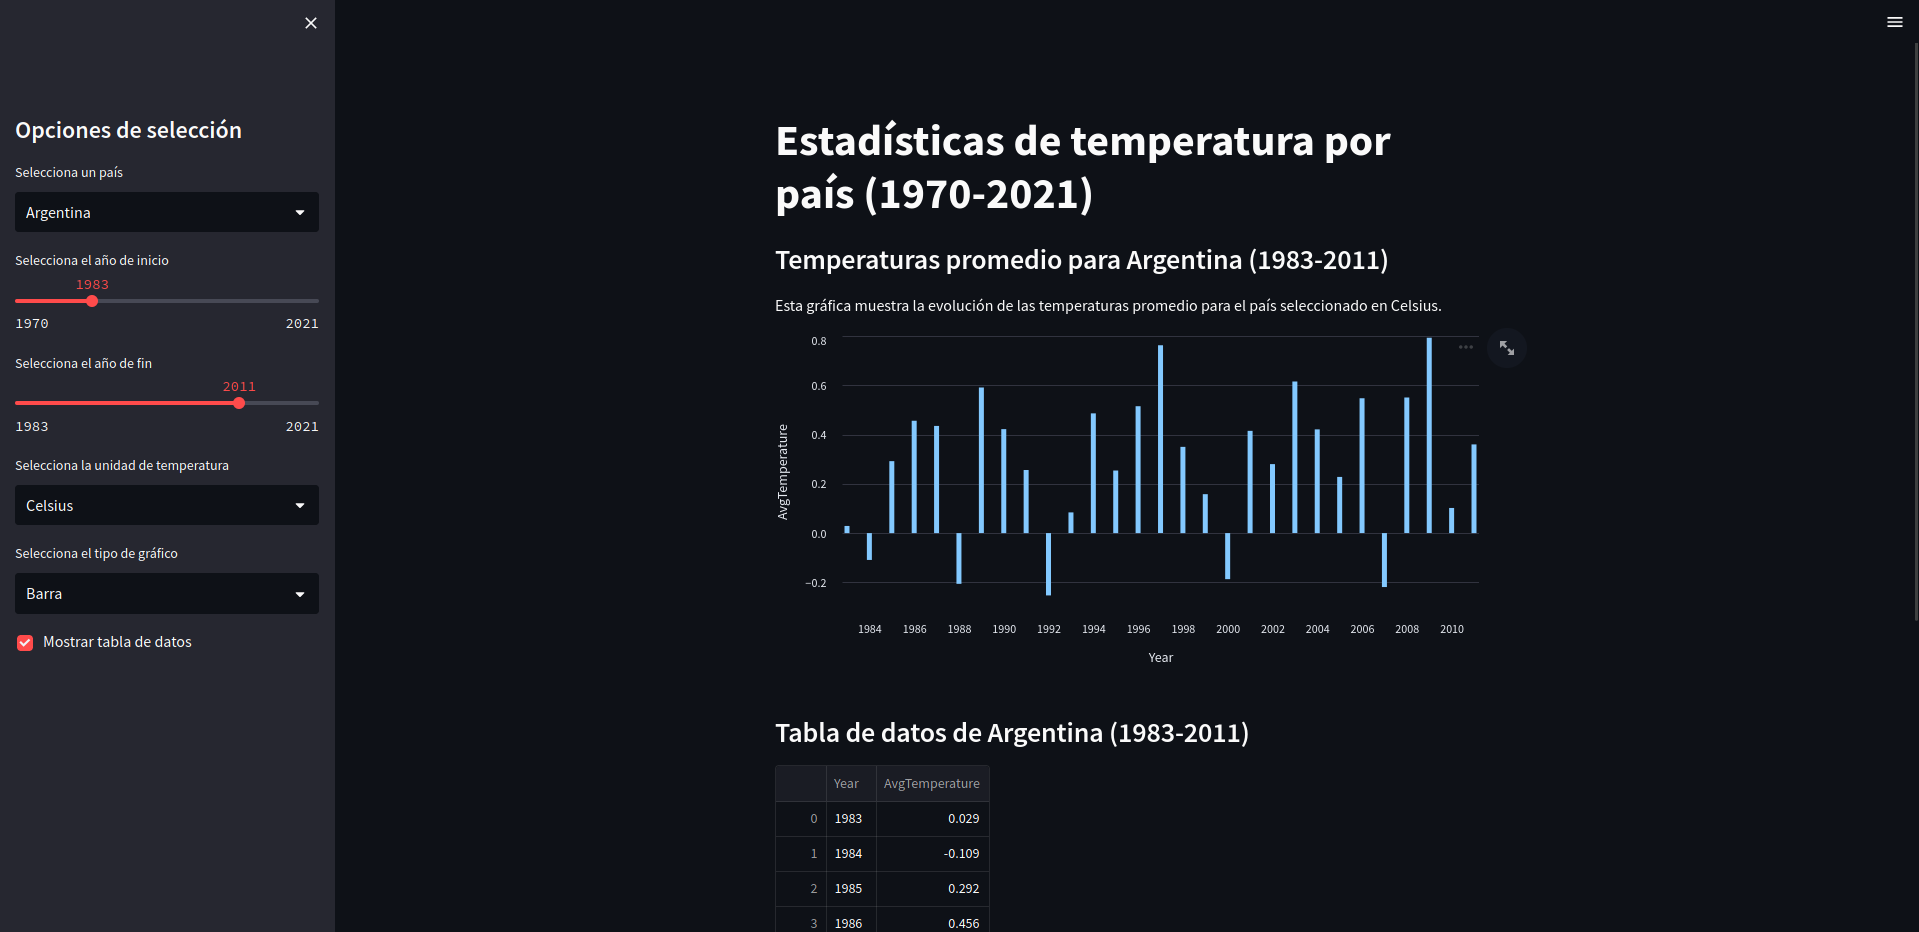 Opciones de selección
Selecciona un país
Argentina
Selecciona el año de inicio
1983
1970 2021
Selecciona el año de fin
2011
1983 2021
Selecciona la unidad de temperatura
Celsius
Selecciona el tipo de gráfico
Barra
Mostrar tabla de datos
Estadísticas de temperatura por
país (1970-2021)
Temperaturas promedio para Argentina (1983-2011)
Esta gráfica muestra la evolución de las temperaturas promedio para el país seleccionado en Celsius.
0.8
0.6
0.4
0.2
0.0
−0.2
AvgTemperature
1984 1986 1988 1990 1992 1994 1996 1998 2000 2002 2004 2006 2008 2010
Year
Tabla de datos de Argentina (1983-2011)
Year AvgTemperature
0 1983 0.029
1 1984 -0.109
2 1985 0.292
3 1986 0.456